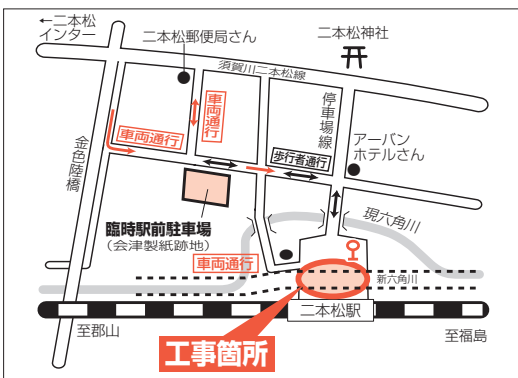 ←二本松
インター
二本松郵便局さん
二本松神社
須賀川二本松線
停車場線
車両通行
車両通行
金色陸橋
歩行者通行
アーバン
ホテルさん
臨時駅前駐車場
(会津製紙跡地)
現六角川
車両通行
新六角川
二本松駅
至郡山
工事箇所
至福島